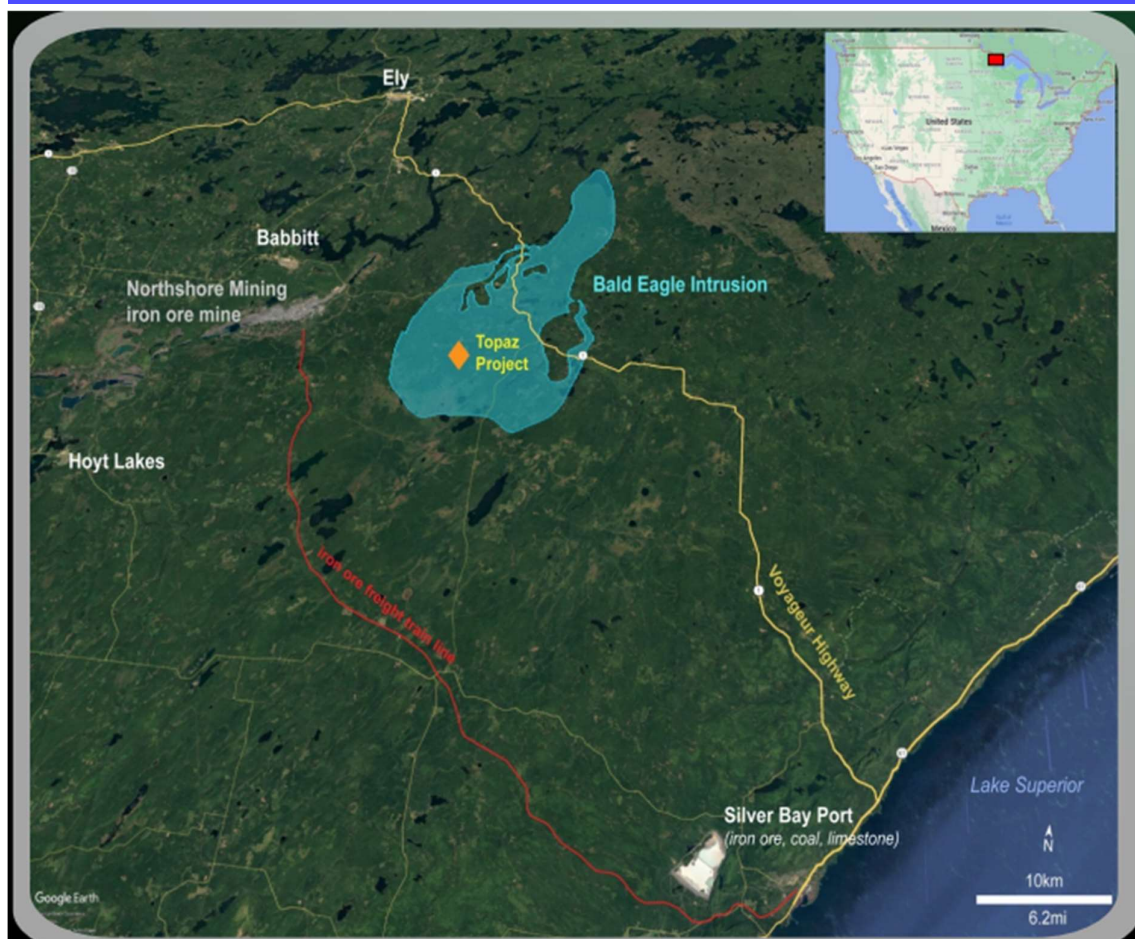 Ely
Babbitt
Northshore Mining
iron ore mine
Bald Eagle Intrusion
Topaz
Project
Hoyt Lakes
iron ore freight train line
Voyageur Highway
Lake Superior
Silver Bay Port
(iron ore, coal, limestone)
N
10km
6.2mi
Google Earth
United States
Mexico